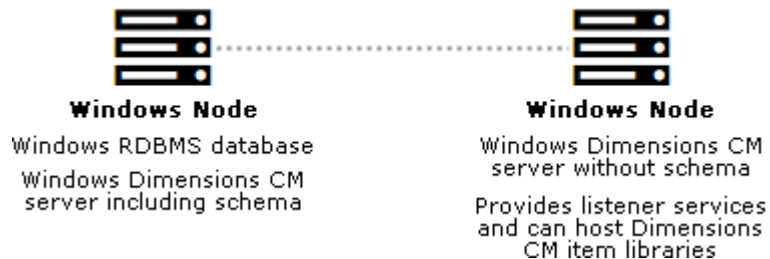 Windows Node
Windows RDBMS database
Windows Dimensions CM
server including schema
Windows Node
Windows Dimensions CM
server without schema
Provides listener services
and can host Dimensions
CM item libraries